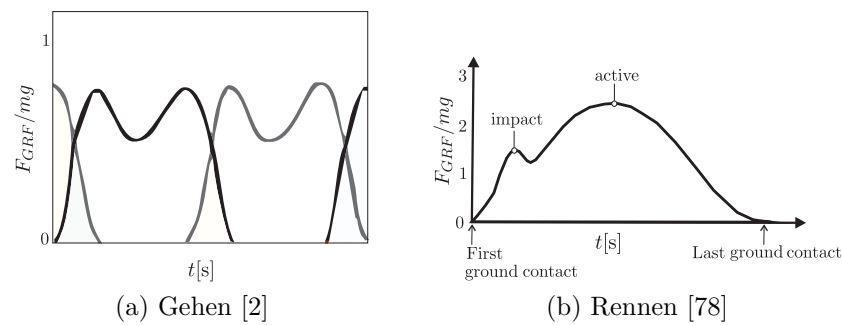 1
0
F_GRF/mg
t[s]
(a) Gehen [2]
3
2
1
0
F_GRF/mg
impact
active
t[s]
First
ground contact
Last ground contact
(b) Rennen [78]